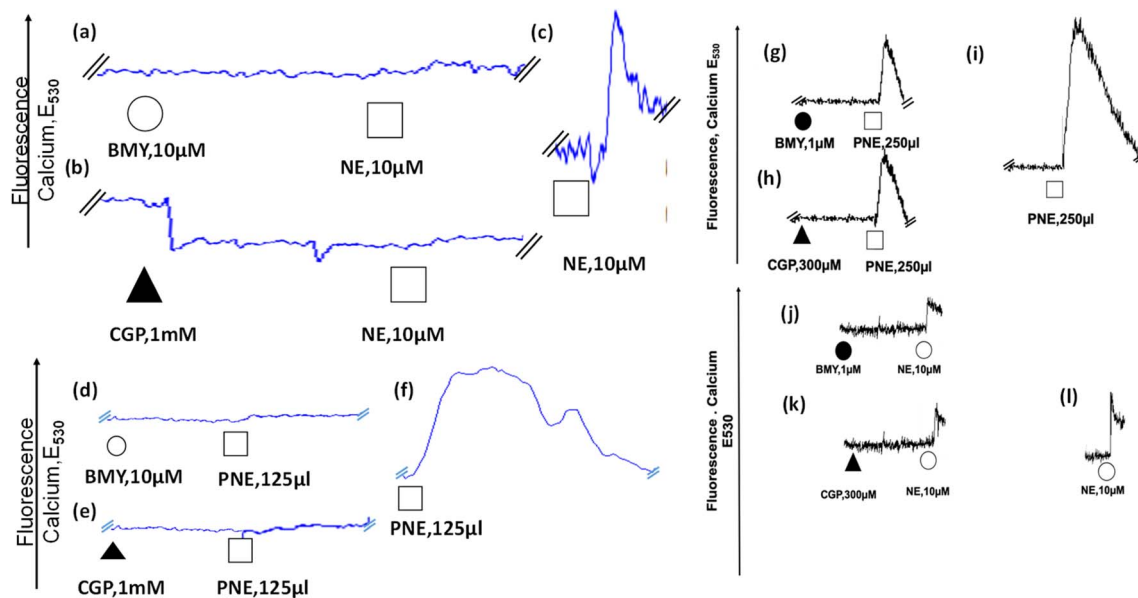 Fluorescence
Calcium,E530
(a)
BMY,10µM
NE,10µM
(b)
CGP,1mM
NE,10µM
(c)
NE,10µM
Fluorescence
Calcium,E530
(d)
BMY,10µM
PNE,125µl
(e)
CGP,1mM
PNE,125µl
(f)
PNE,125µl
Fluorescence, Calcium E530
(g)
BMY,1µM
PNE,250µl
(h)
CGP,300µM
PNE,250µl
(i)
PNE,250µl
Fluorescence . Calcium
E530
(j)
BMY,1µM
NE,10µM
(k)
CGP,300µM
NE,10µM
(l)
NE,10µM